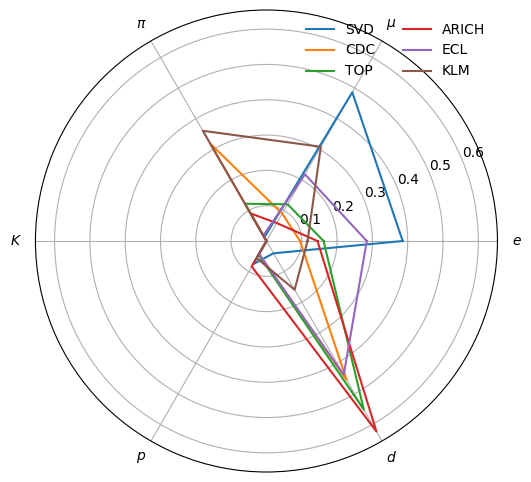 π
μ
SVD ARICH
CDC ECL
TOP KLM
0.6
0.5
0.4
0.3
0.2
0.1
K
e
p
d